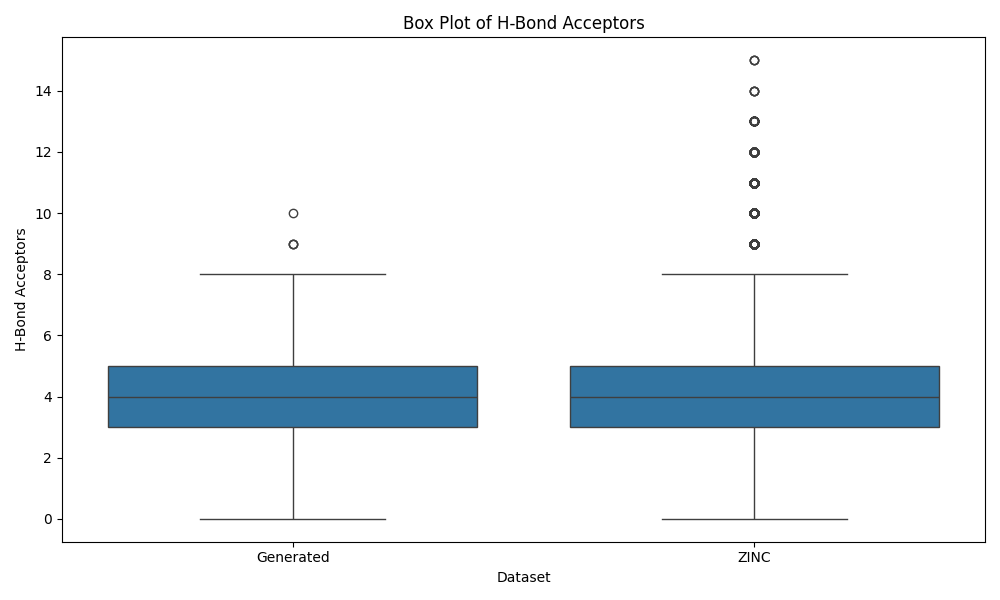 Box Plot of H-Bond Acceptors
H-Bond Acceptors
14
12
10
8
6
4
2
0
Generated
ZINC
Dataset